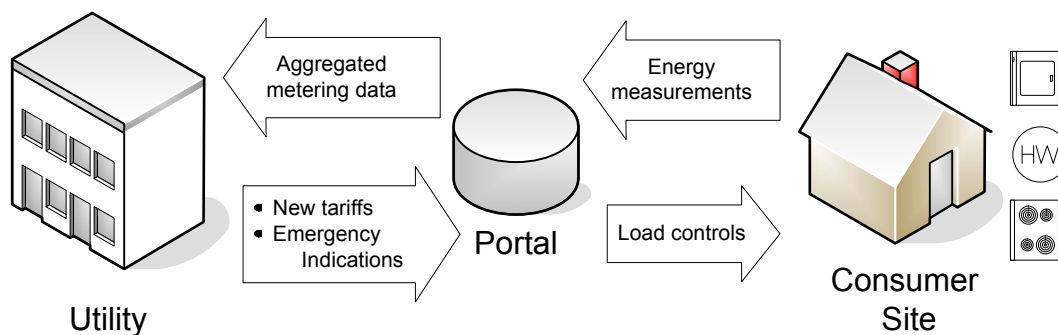 Aggregated
metering data
Energy
measurements
HW
• New tariffs
• Emergency
Indications
Load controls
Portal
Utility
Consumer
Site